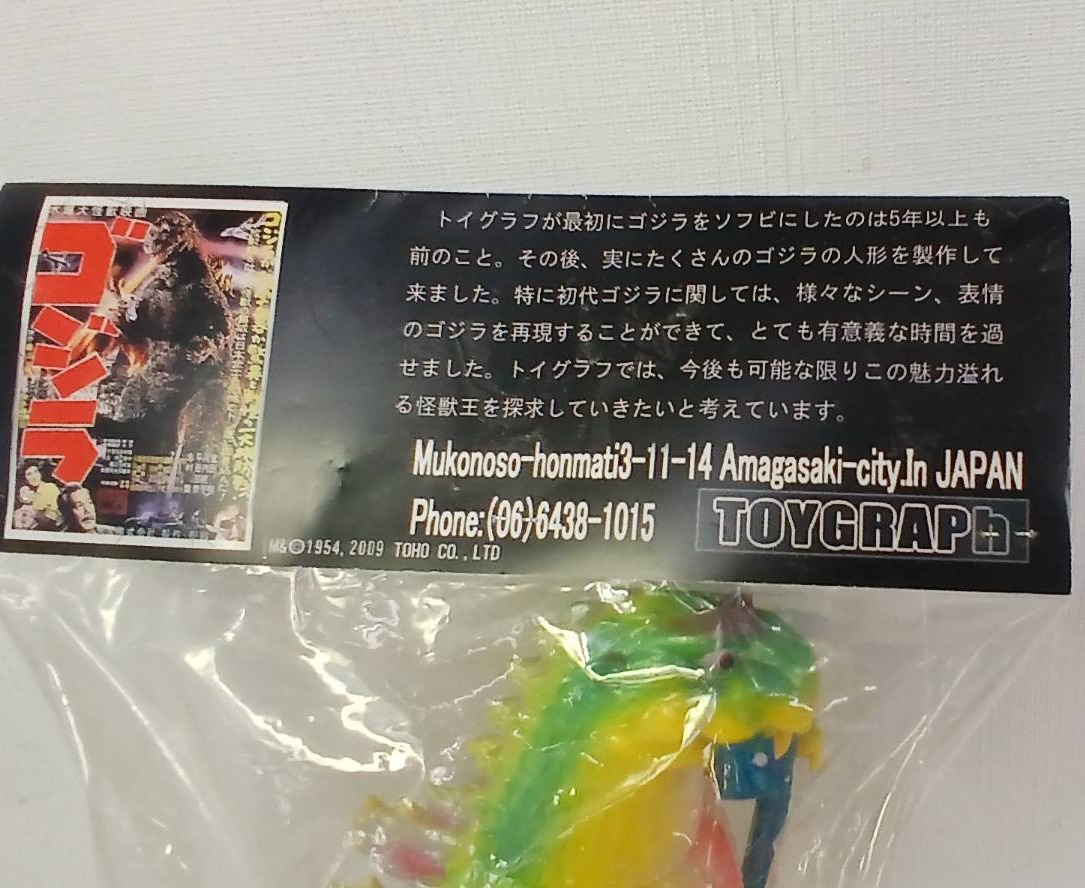 ゴジラ
トイグラフが最初にゴジラをソフビにしたのは5年以上も
前のこと。その後、実にたくさんのゴジラの人形を製作して
来ました。特に初代ゴジラに関しては、様々なシーン、表情
のゴジラを再現することができて、とても有意義な時間を過
せました。トイグラフでは、今後も可能な限りこの魅力溢れ
る怪獣王を探求していきたいと考えています。
Mukonoso-honmati3-11-14 Amagasaki-city.In JAPAN
Phone:(06)6438-1015
TOYGRAPh
©1954, 2009 TOHO CO., LTD